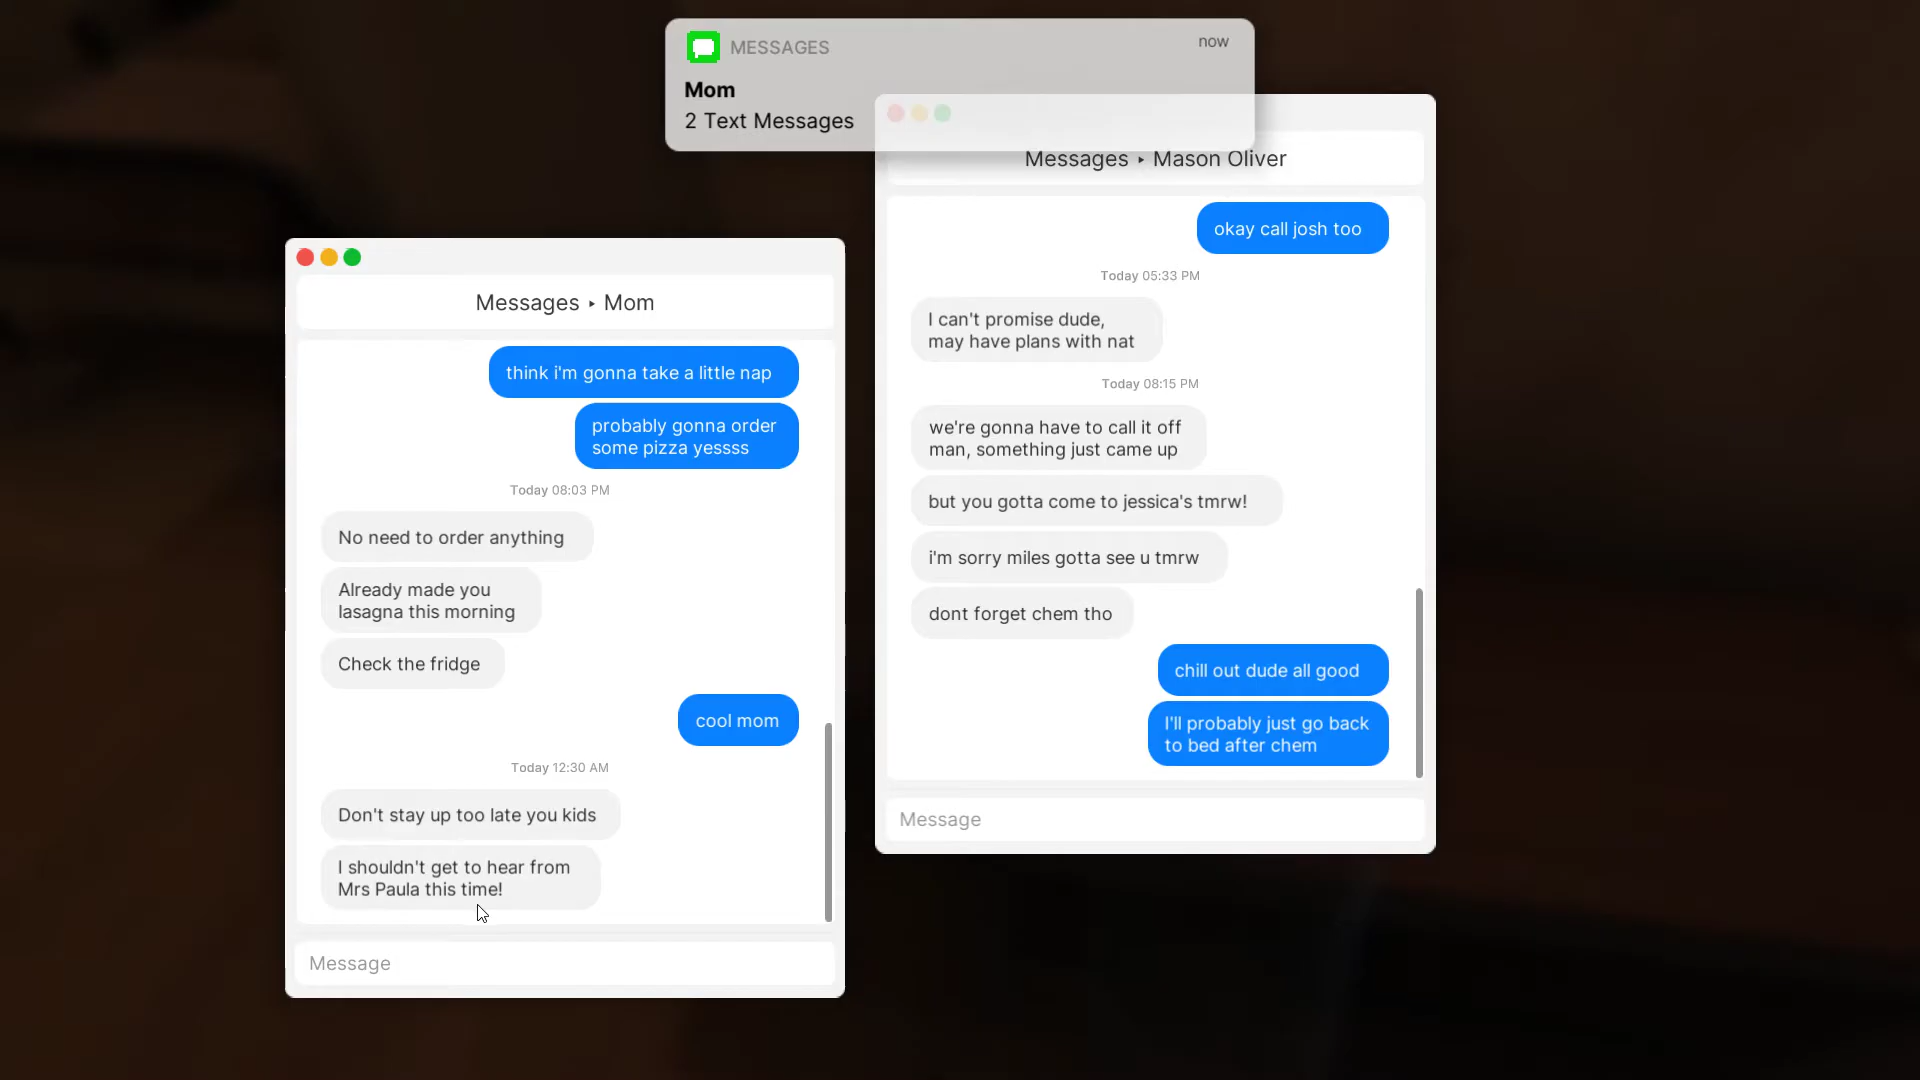 MESSAGES
now
Mom
2 Text Messages
Messages ‣ Mom
think i'm gonna take a little nap
probably gonna order
some pizza yessss
Today 08:03 PM
No need to order anything
Already made you
lasagna this morning
Check the fridge
cool mom
Today 12:30 AM
Don't stay up too late you kids
I shouldn't get to hear from
Mrs Paula this time!
Message
Messages ‣ Mason Oliver
okay call josh too
Today 05:33 PM
I can't promise dude,
may have plans with nat
Today 08:15 PM
we're gonna have to call it off
man, something just came up
but you gotta come to jessica's tmrw!
i'm sorry miles gotta see u tmrw
dont forget chem tho
chill out dude all good
I'll probably just go back
to bed after chem
Message